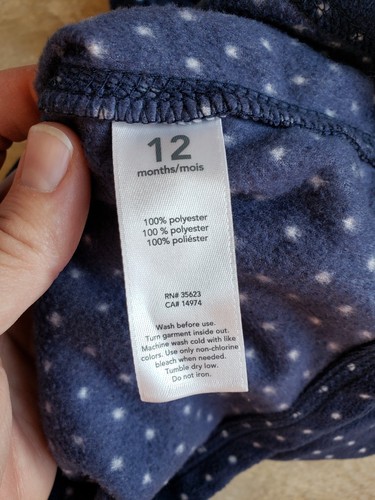 12
months/mois
100% polyester
100 % polyester
100% poliéster
RN# 35623
CA# 14974
Wash before use.
Turn garment inside out.
Machine wash cold with like
colors. Use only non-chlorine
bleach when needed.
Tumble dry low.
Do not iron.